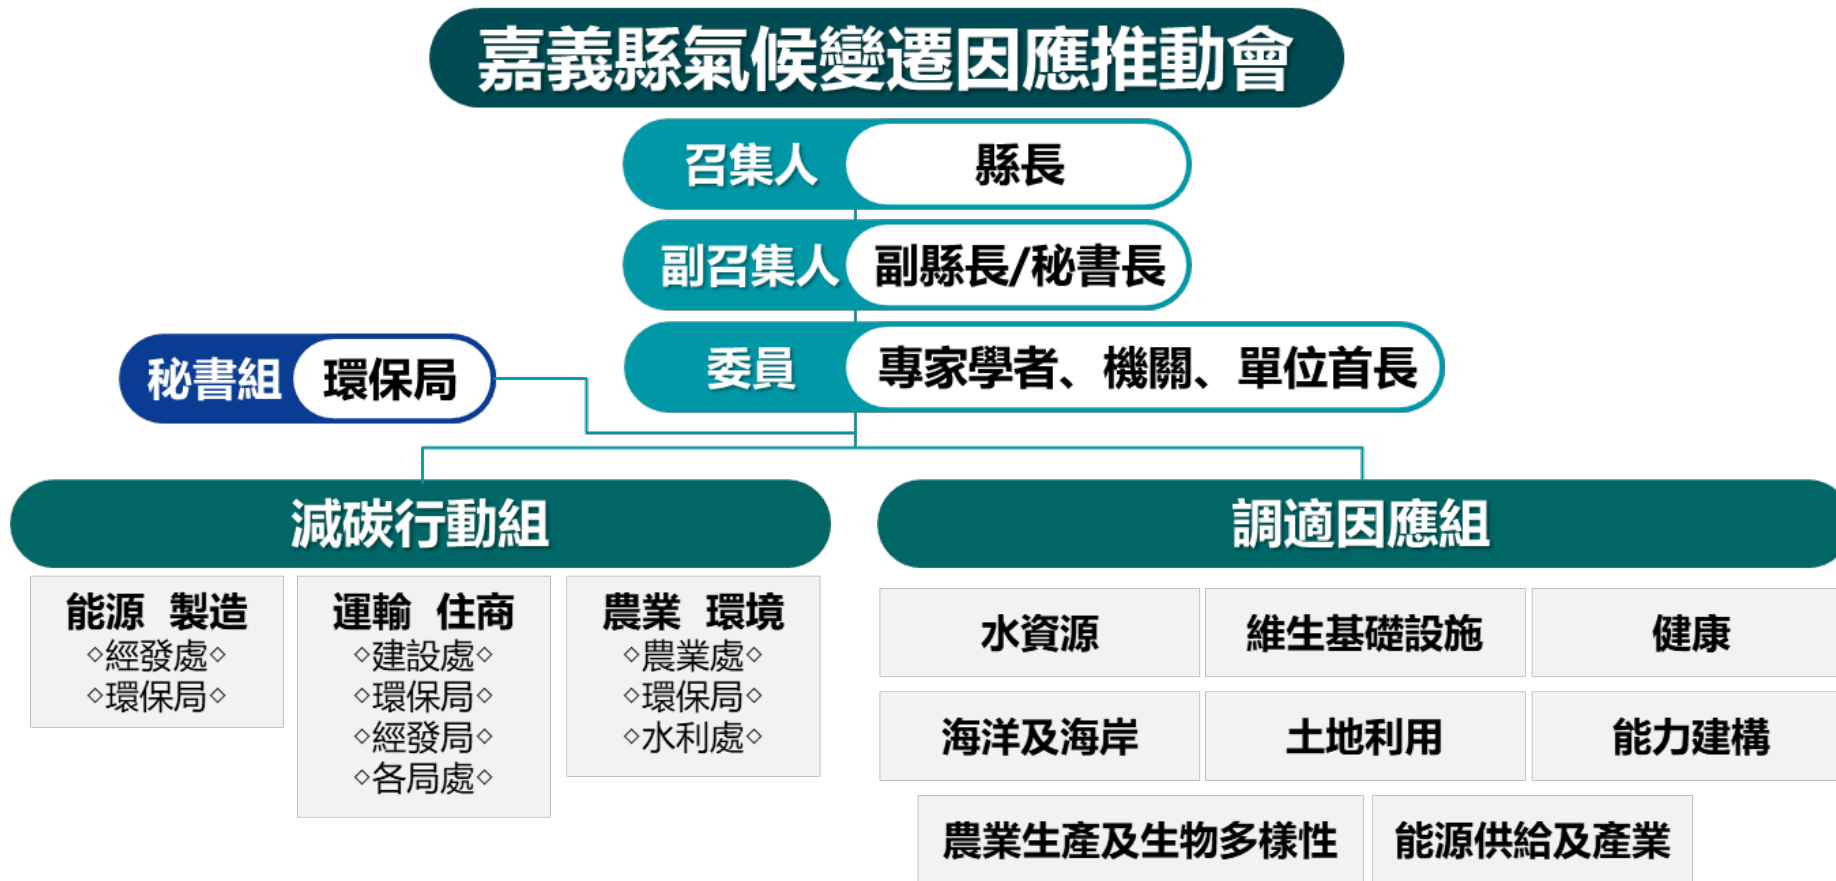 嘉義縣氣候變遷因應推動會
召集人 縣長
副召集人 副縣長/秘書長
委員 專家學者、機關、單位首長
秘書組 環保局
減碳行動組
能源 製造
◇經發處◇
◇環保局◇
運輸 住商
◇建設處◇
◇環保局◇
◇經發局◇
◇各局處◇
農業 環境
◇農業處◇
◇環保局◇
◇水利處◇
調適因應組
水資源
維生基礎設施
健康
海洋及海岸
土地利用
能力建構
農業生產及生物多樣性
能源供給及產業